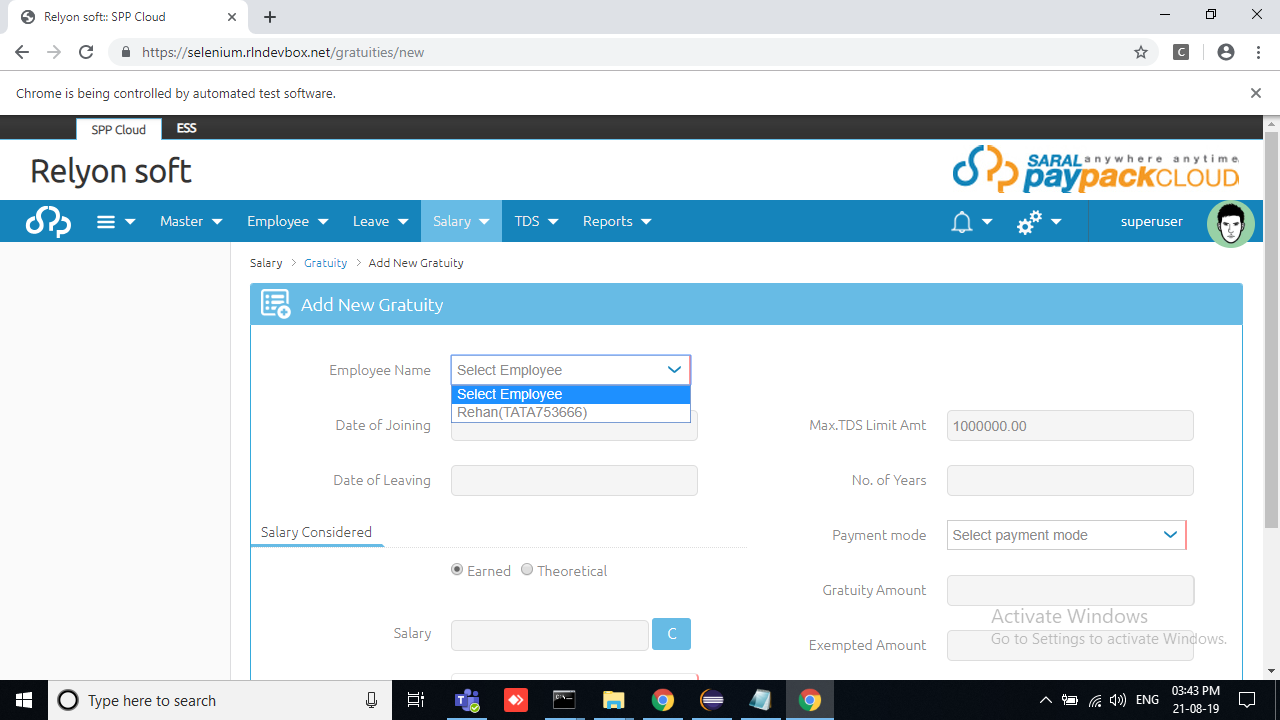 Relyon soft:: SPP Cloud
https://selenium.rlndevbox.net/gratuities/new
C
Chrome is being controlled by automated test software.
SPP Cloud
ESS
Relyon soft
SARAL anywhere anytime
paypackCLOUD
Master
Employee
Leave
Salary
TDS
Reports
superuser
Salary > Gratuity > Add New Gratuity
Add New Gratuity
Employee Name
Select Employee
Select Employee
Rehan(TATA753666)
Date of Joining
Max.TDS Limit Amt
1000000.00
Date of Leaving
No. of Years
Salary Considered
Payment mode
Select payment mode
Earned
Theoretical
Gratuity Amount
Salary
C
Exempted Amount
Activate Windows
Go to Settings to activate Windows.
Type here to search
ENG
03:43 PM
21-08-19